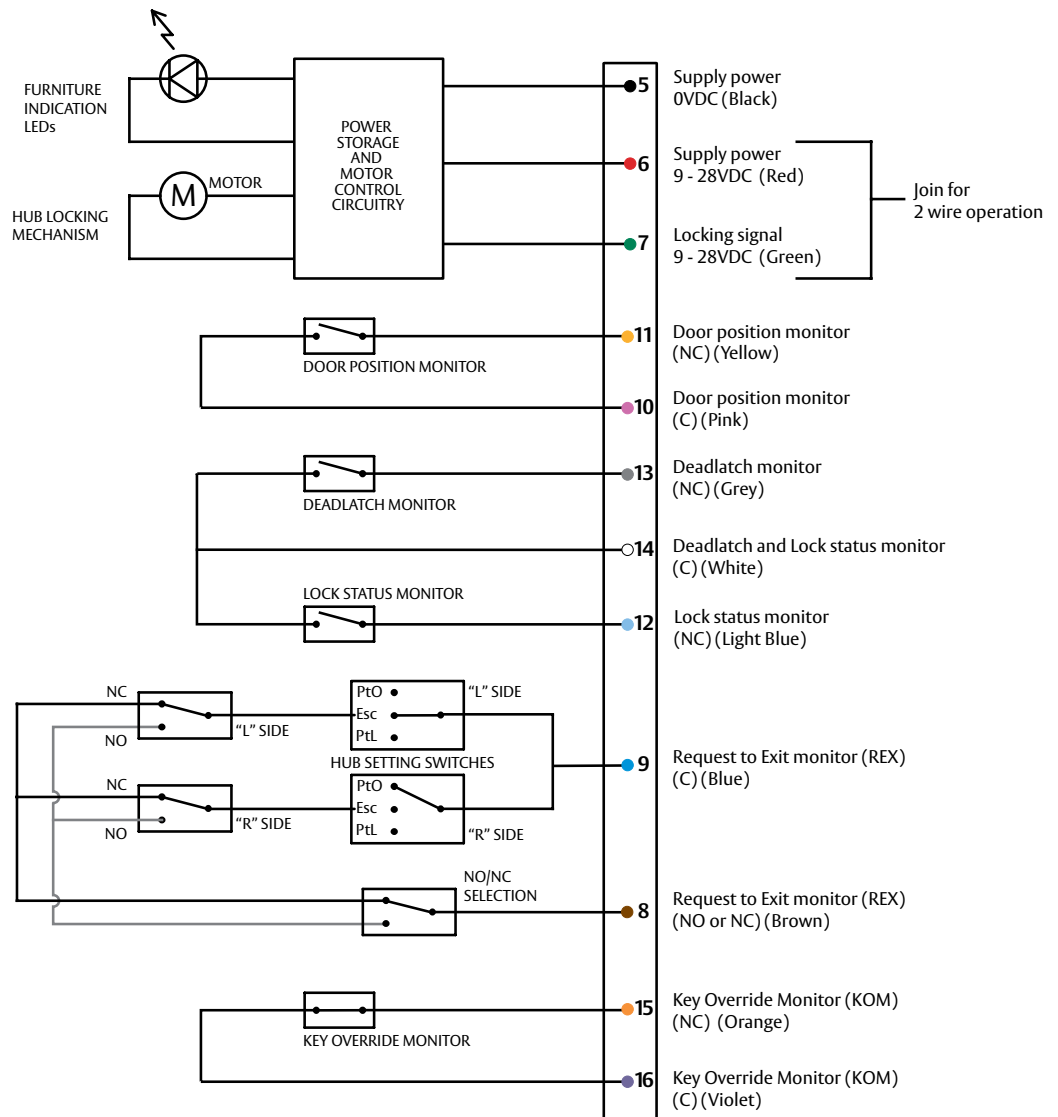 FURNITURE
INDICATION
LEDs
POWER
STORAGE
AND
MOTOR
CONTROL
CIRCUITRY
M
MOTOR
HUB LOCKING
MECHANISM
5
Supply power
0VDC (Black)
6
Supply power
9 - 28VDC (Red)
7
Locking signal
9 - 28VDC (Green)
Join for
2 wire operation
DOOR POSITION MONITOR
11
Door position monitor
(NC) (Yellow)
10
Door position monitor
(C) (Pink)
DEADLATCH MONITOR
13
Deadlatch monitor
(NC) (Grey)
14
Deadlatch and Lock status monitor
(C) (White)
LOCK STATUS MONITOR
12
Lock status monitor
(NC) (Light Blue)
NC
NO
"L" SIDE
PtO
Esc
PtL
"L" SIDE
HUB SETTING SWITCHES
NC
NO
"R" SIDE
PtO
Esc
PtL
"R" SIDE
9
Request to Exit monitor (REX)
(C) (Blue)
NO/NC
SELECTION
8
Request to Exit monitor (REX)
(NO or NC) (Brown)
KEY OVERRIDE MONITOR
15
Key Override Monitor (KOM)
(NC) (Orange)
16
Key Override Monitor (KOM)
(C) (Violet)